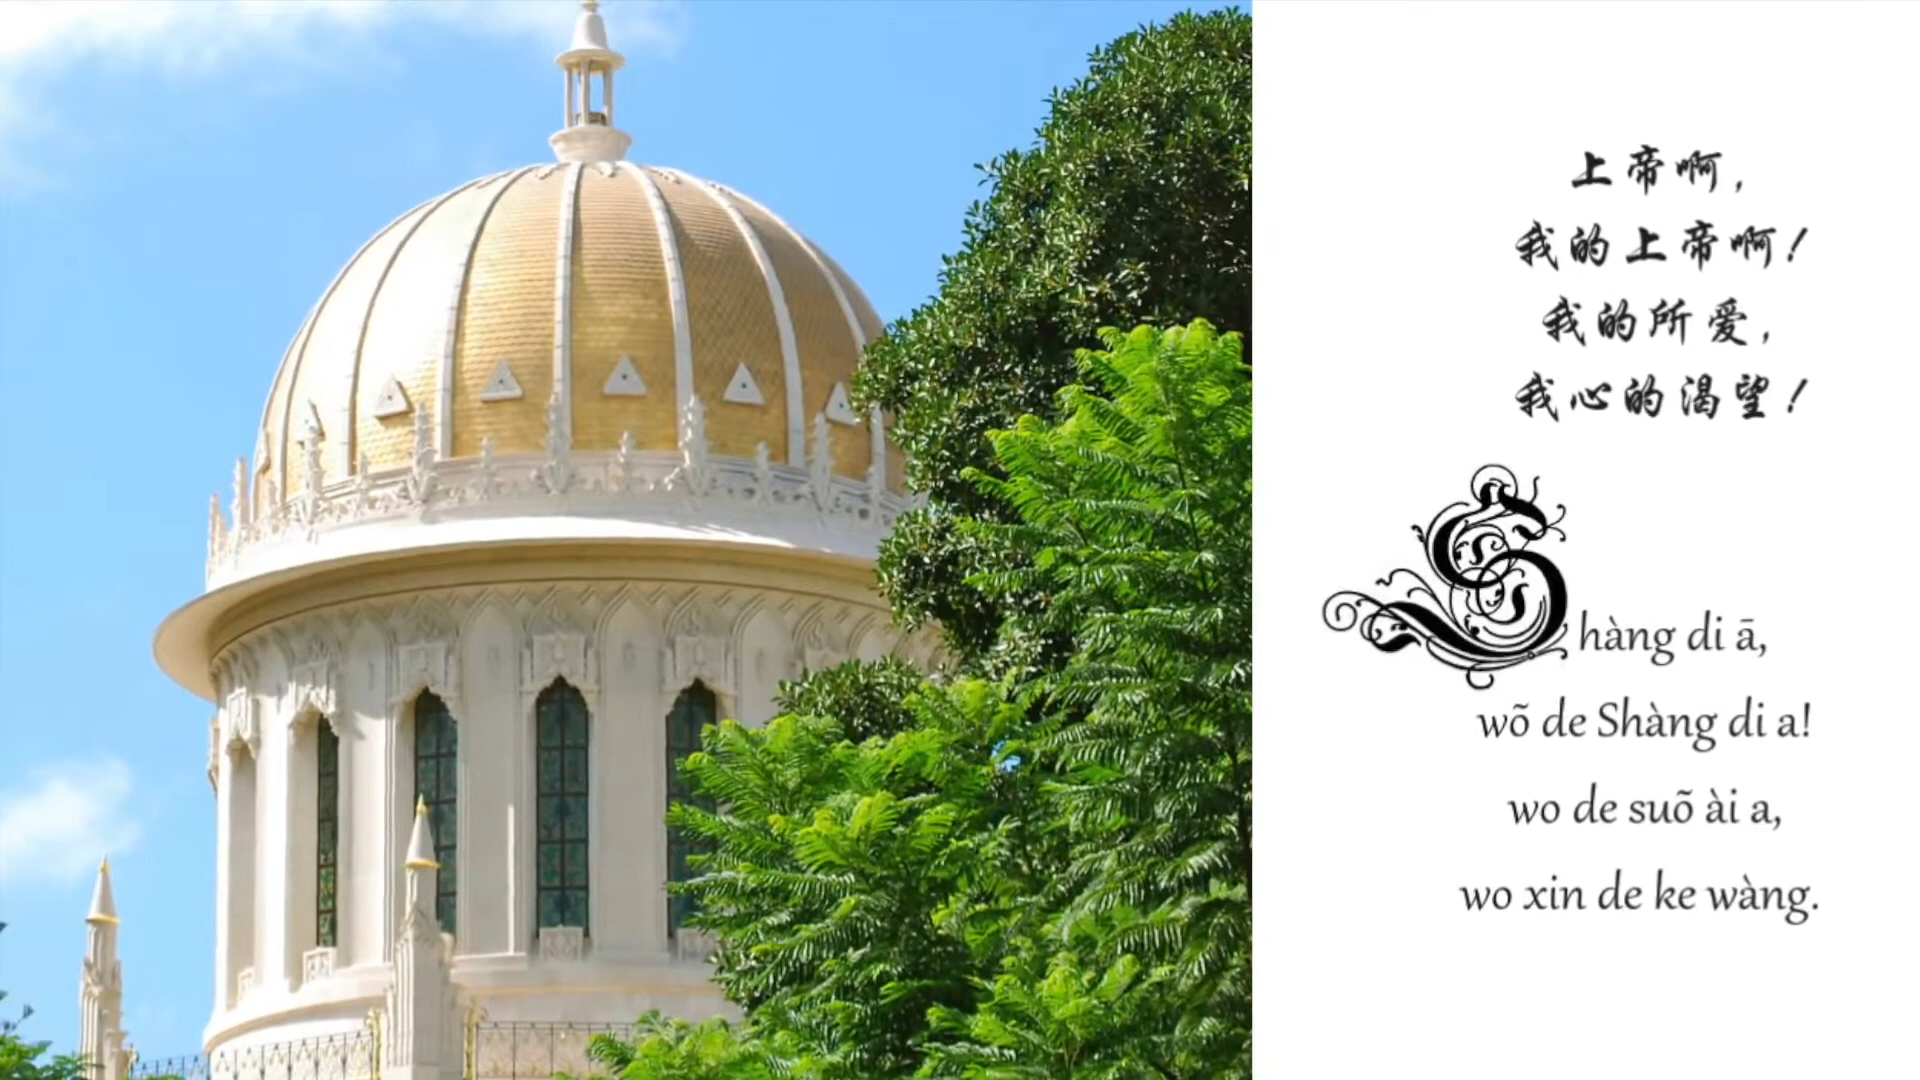 上帝啊，
我的上帝啊！
我的所爱，
我心的渴望！
Shàng di ā,
wõ de Shàng di a!
wo de suõ ài a,
wo xin de ke wàng.